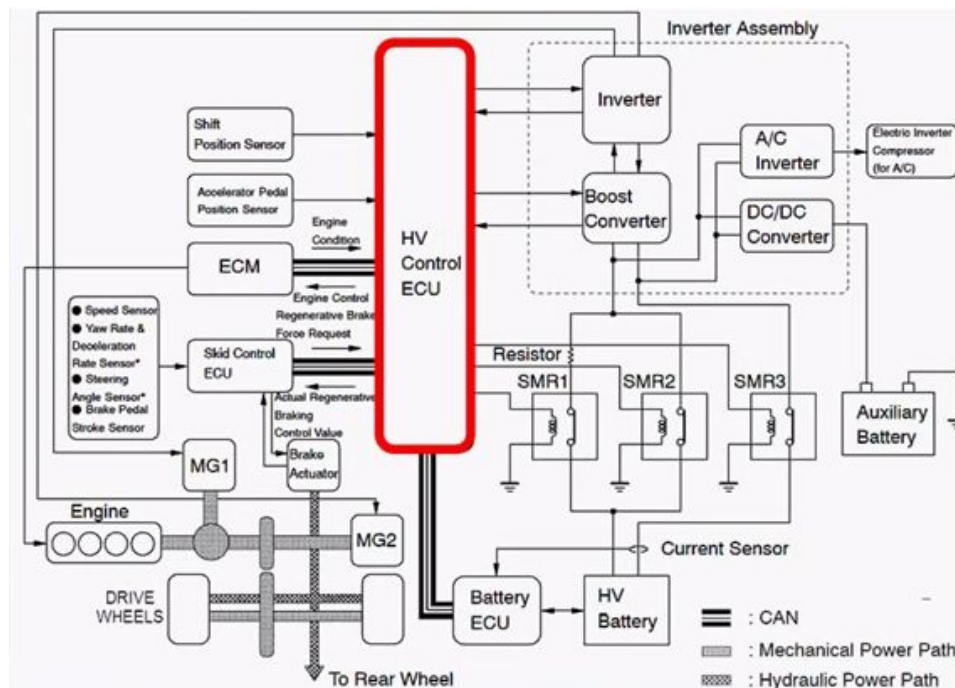 Inverter Assembly
Inverter
Shift
Position Sensor
A/C
Inverter
Electric Inverter
Compressor
(for A/C)
Accelerator Pedal
Position Sensor
Boost
Converter
DC/DC
Converter
HV
Control
ECU
Engine
Condition
ECM
Engine Control
Regenerative Brake
Force Request
● Speed Sensor
● Yaw Rate &
Deceleration
Rate Sensor*
● Steering
Angle Sensor*
● Brake Pedal
Stroke Sensor
Skid Control
ECU
Actual Regenerative
Braking
Control Value
Resistor
SMR1
SMR2
SMR3
Auxiliary
Battery
Brake
Actuator
MG1
Engine
MG2
Current Sensor
DRIVE
WHEELS
Battery
ECU
HV
Battery
: CAN
: Mechanical Power Path
: Hydraulic Power Path
To Rear Wheel